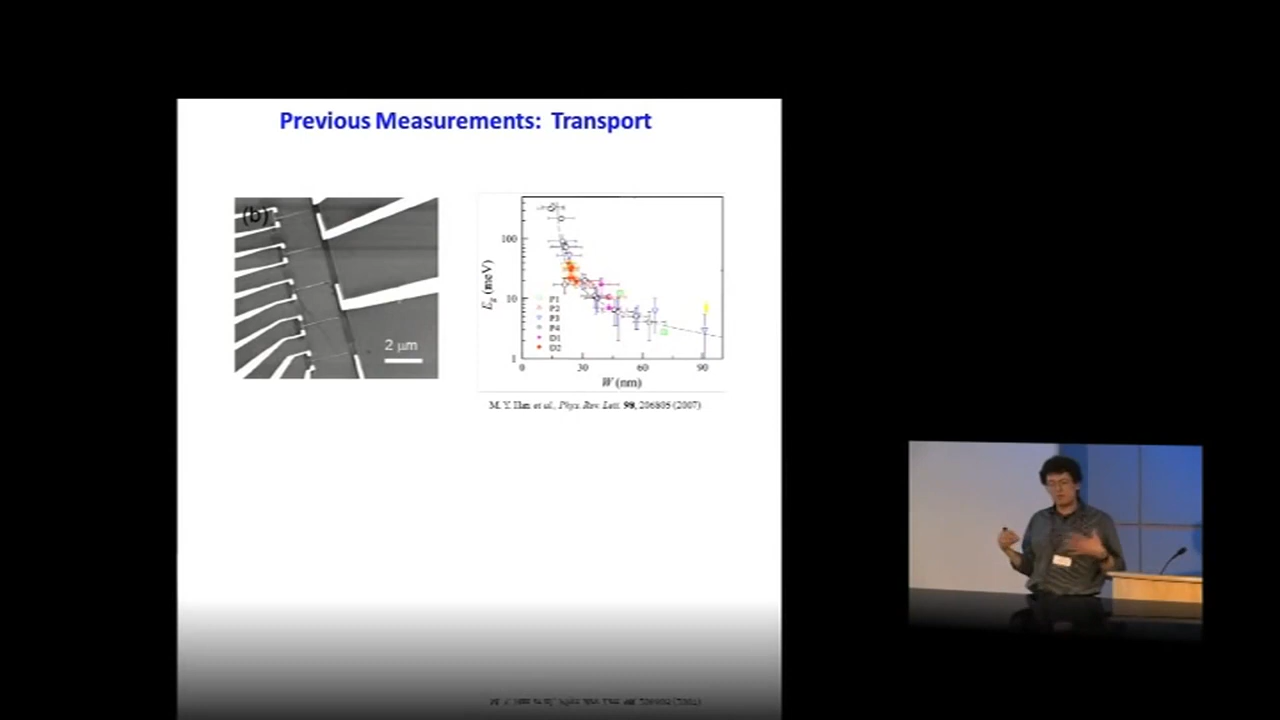 Previous Measurements: Transport
(b)
2 μm
E_g (meV)
100
10
1
P1
P2
P3
P4
D1
D2
0
30
60
90
W (nm)
M. Y. Han et al., Phys. Rev. Lett. 98, 206805 (2007)